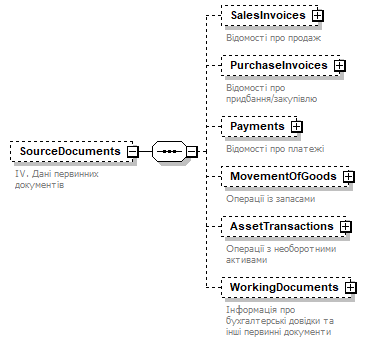 SalesInvoices
Відомості про продаж
PurchaseInvoices
Відомості про
придбання/закупівлю
Payments
Відомості про платежі
SourceDocuments
IV. Дані первинних
документів
MovementOfGoods
Операції із запасами
AssetTransactions
Операції з необоротними
активами
WorkingDocuments
Інформація про
бухгалтерські довідки та
інші первинні документи